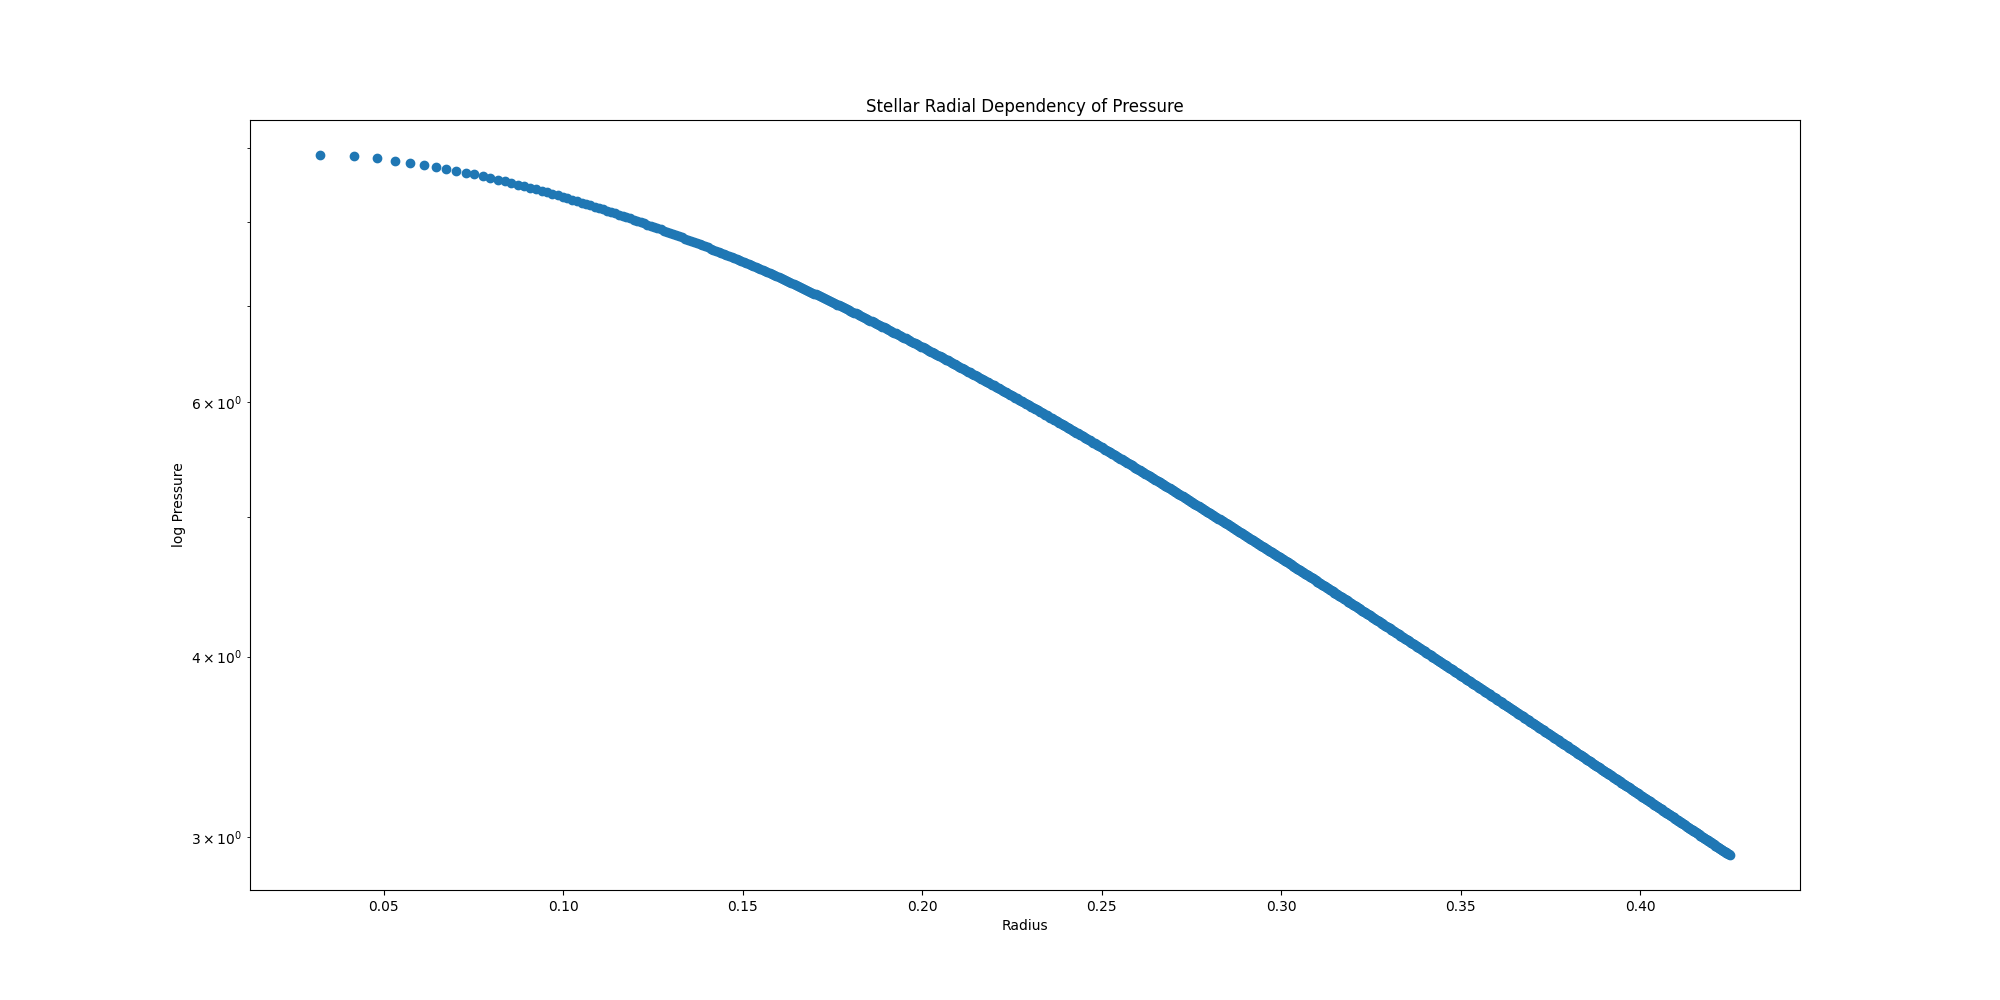 Stellar Radial Dependency of Pressure
log Pressure
6 × 10⁰
4 × 10⁰
3 × 10⁰
0.05 0.10 0.15 0.20 0.25 0.30 0.35 0.40
Radius